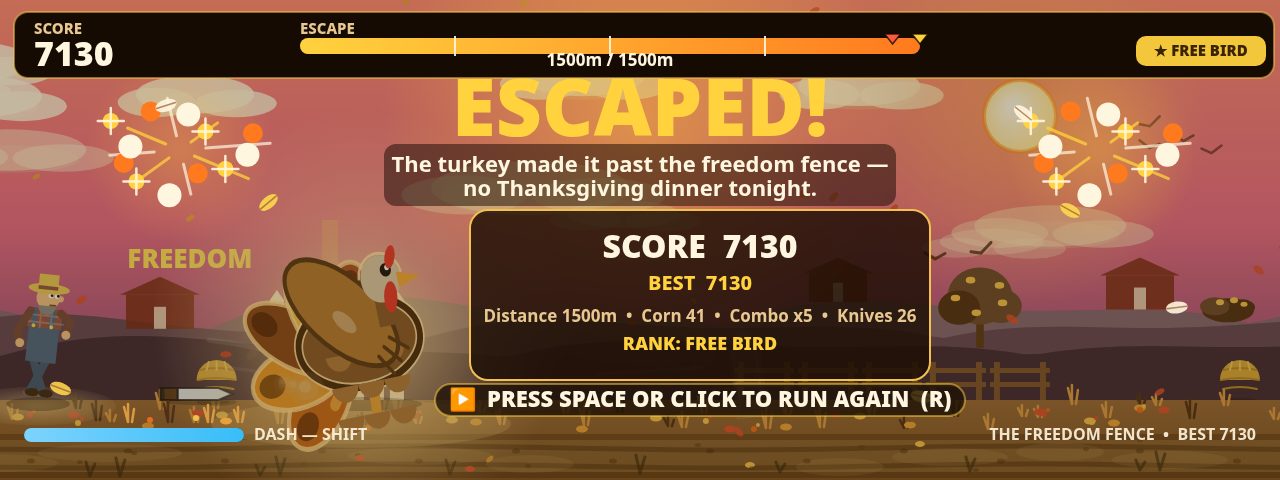 SCORE
7130
ESCAPE
1500m / 1500m
★ FREE BIRD
ESCAPED!
The turkey made it past the freedom fence —
no Thanksgiving dinner tonight.
FREEDOM
SCORE 7130
BEST 7130
Distance 1500m • Corn 41 • Combo x5 • Knives 26
RANK: FREE BIRD
▶️ PRESS SPACE OR CLICK TO RUN AGAIN (R)
DASH — SHIFT
THE FREEDOM FENCE • BEST 7130